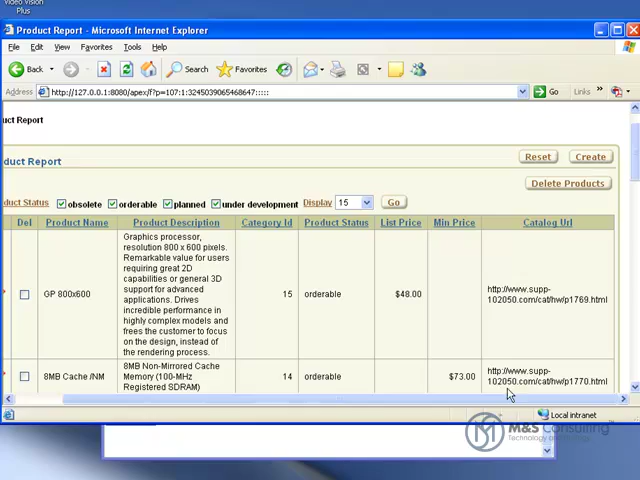 Video Vision
Plus
Product Report - Microsoft Internet Explorer
File Edit View Favorites Tools Help
Back Search Favorites
Address http://127.0.0.1:8080/apex/f?p=107:1:3245039065468647::::: Go Links
uct Report
duct Report Reset Create
Delete Products
duct Status obsolete orderable planned under development Display 15 Go
Del Product Name Product Description Category Id Product Status List Price Min Price Catalog Url
Graphics processor,
resolution 800 x 600 pixels.
Remarkable value for users
requiring great 2D
capabilities or general 3D
support for advanced
applications. Drives
incredible performance in
highly complex models and
frees the customer to focus
on the design, instead of
the rendering process.
GP 800x600 15 orderable $48.00
http://www.supp-
102050.com/cat/hw/p1769.html
8MB Non-Mirrored Cache
Memory (100-MHz
Registered SDRAM)
8MB Cache /NM 14 orderable $73.00
http://www.supp-
102050.com/cat/hw/p1770.html
Local intranet
M&S Consulting